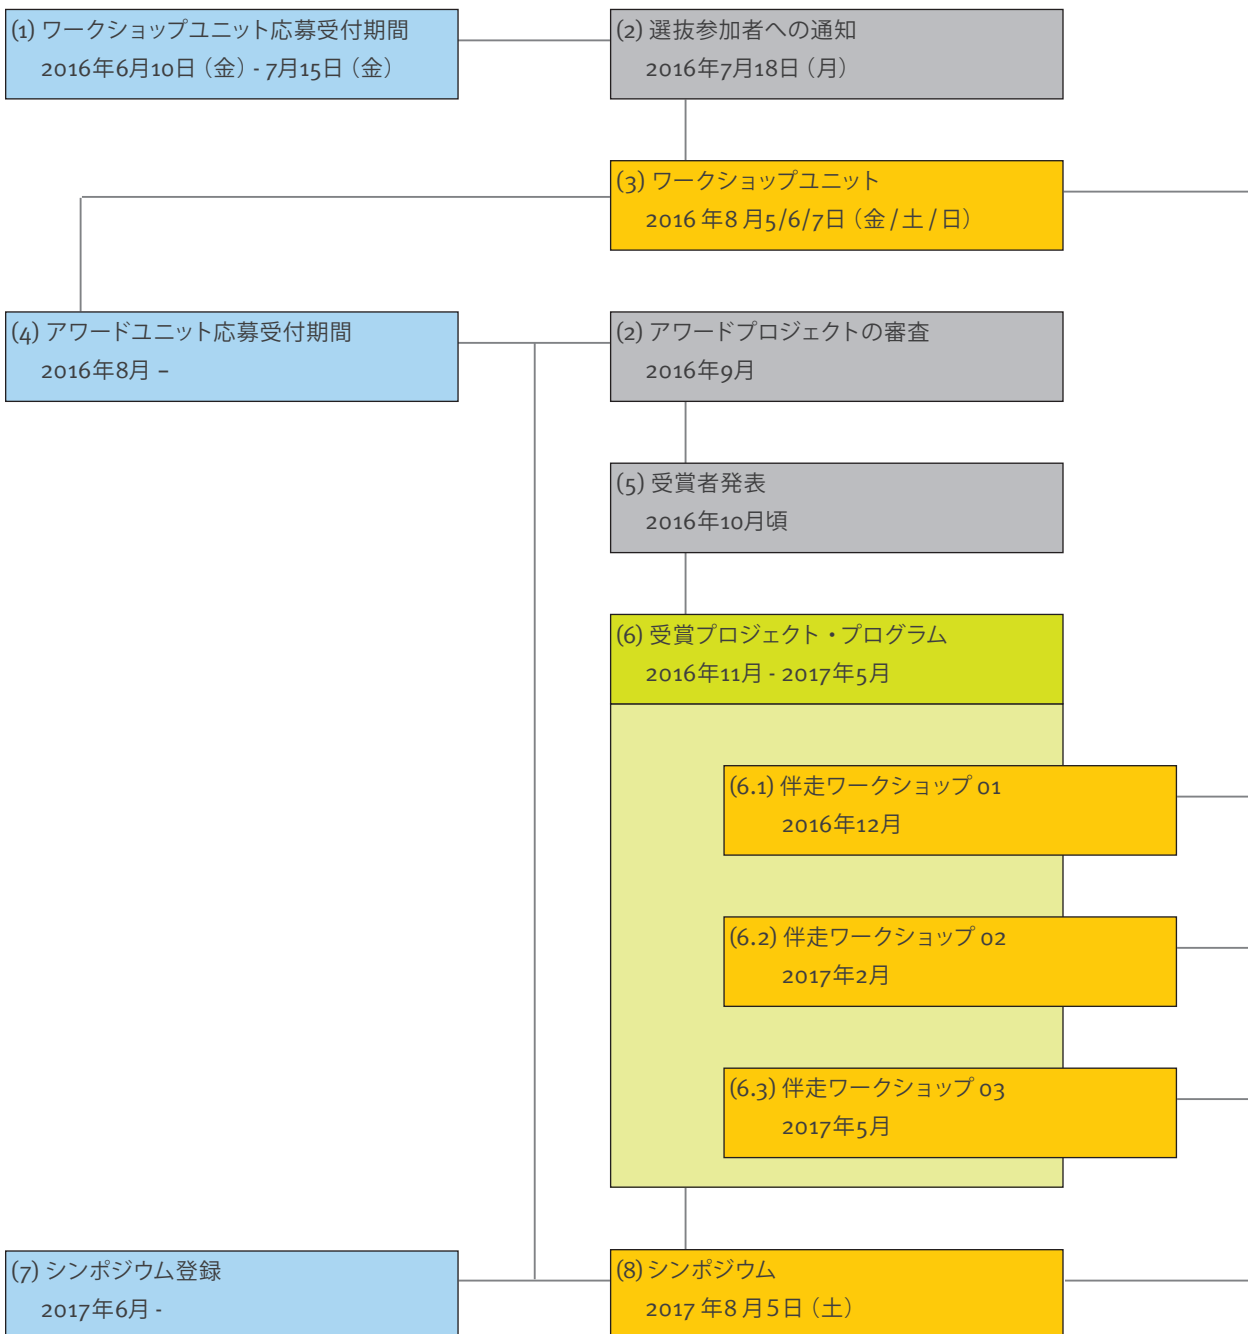 (1) ワークショップユニット応募受付期間
2016年6月10日（金）- 7月15日（金）
(2) 選抜参加者への通知
2016年7月18日（月）
(3) ワークショップユニット
2016 年8 月5/6/7日（金 / 土 / 日）
(4) アワードユニット応募受付期間
2016年8月 –
(2) アワードプロジェクトの審査
2016年9月
(5) 受賞者発表
2016年10月頃
(6) 受賞プロジェクト・プログラム
2016年11月 - 2017年5月
(6.1) 伴走ワークショップ 01
2016年12月
(6.2) 伴走ワークショップ 02
2017年2月
(6.3) 伴走ワークショップ 03
2017年5月
(7) シンポジウム登録
2017年6月 -
(8) シンポジウム
2017 年8 月5日（土）